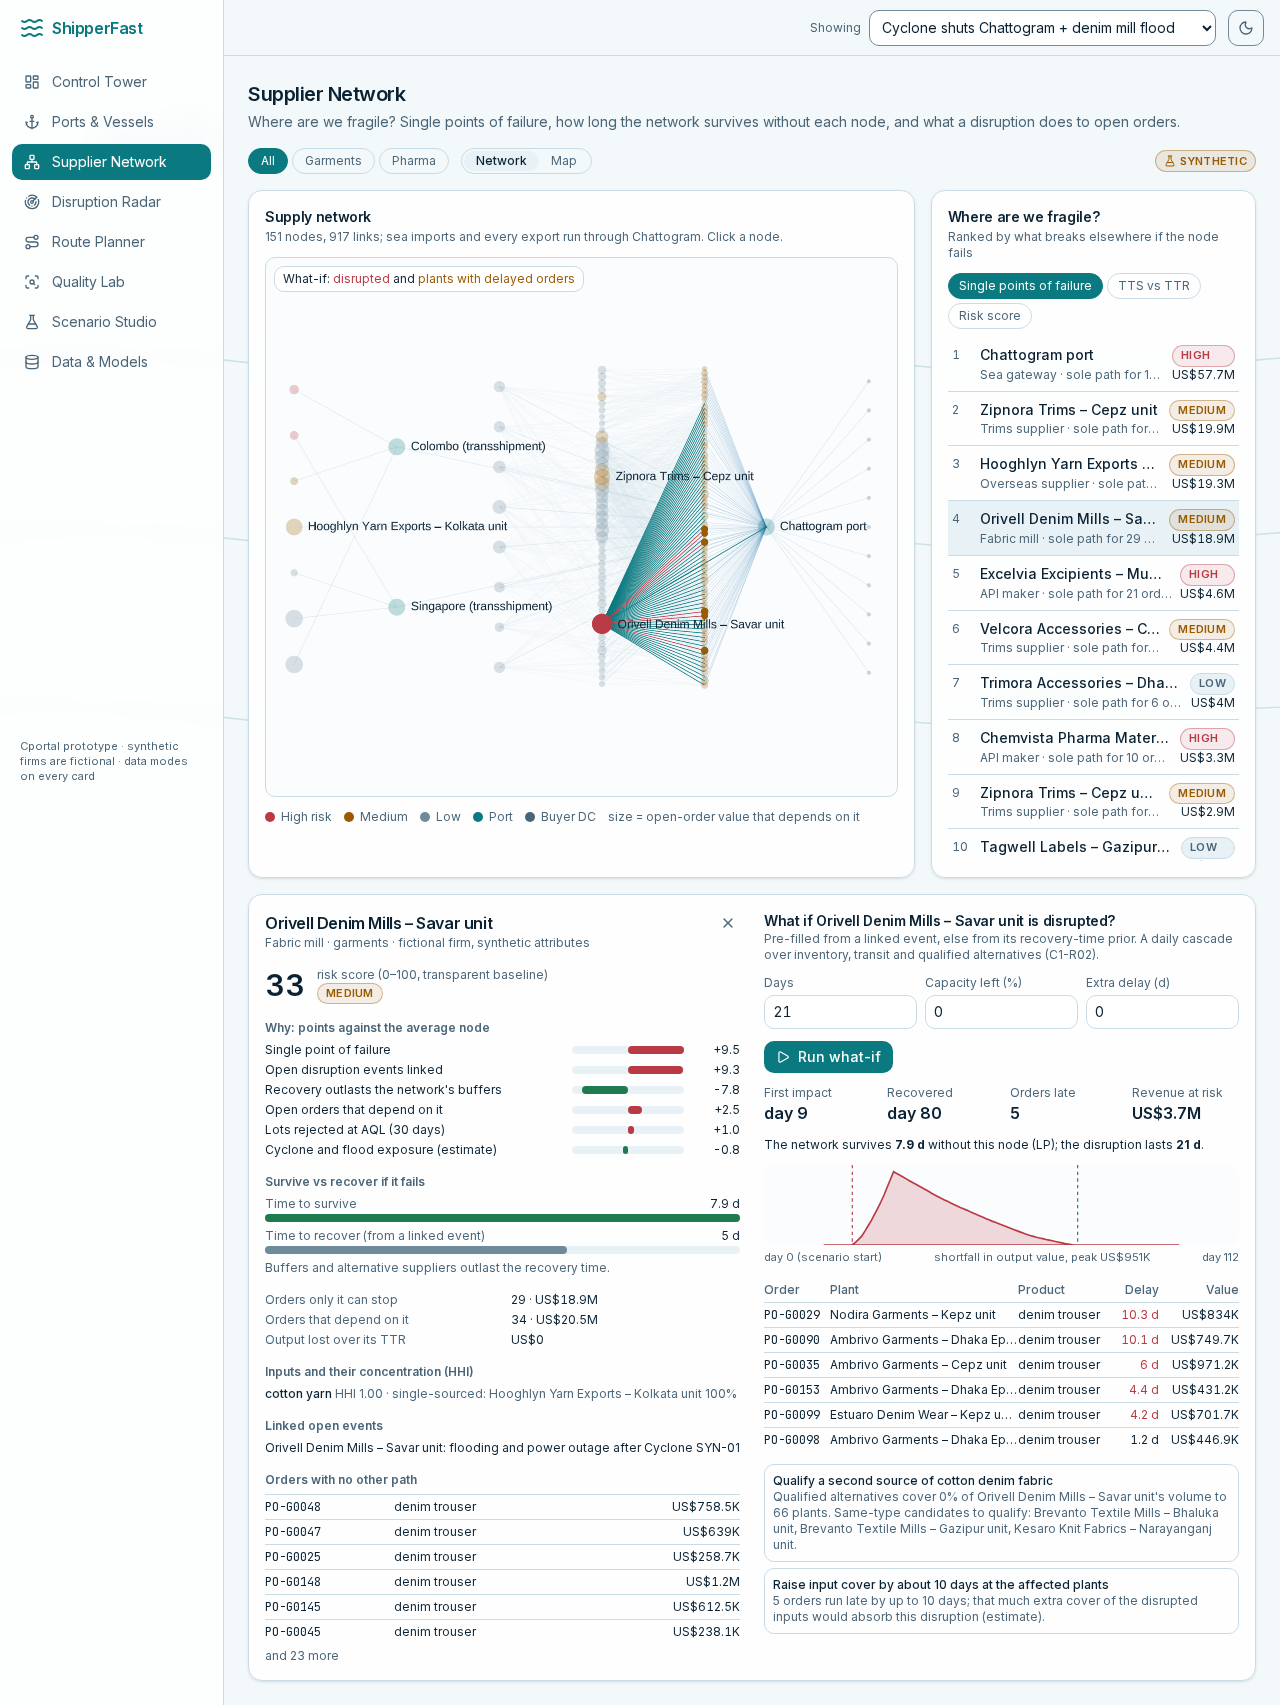 ShipperFast
Control Tower
Ports & Vessels
Supplier Network
Disruption Radar
Route Planner
Quality Lab
Scenario Studio
Data & Models
Cportal prototype · synthetic
firms are fictional · data modes
on every card
Showing
Cyclone shuts Chattogram + denim mill flood
Supplier Network
Where are we fragile? Single points of failure, how long the network survives without each node, and what a disruption does to open orders.
All
Garments
Pharma
Network
Map
SYNTHETIC
Supply network
151 nodes, 917 links; sea imports and every export run through Chattogram. Click a node.
What-if: disrupted and plants with delayed orders
Colombo (transshipment)
Zipnora Trims – Cepz unit
Hooghlyn Yarn Exports – Kolkata unit
Chattogram port
Singapore (transshipment)
Orivell Denim Mills – Savar unit
High risk
Medium
Low
Port
Buyer DC
size = open-order value that depends on it
Where are we fragile?
Ranked by what breaks elsewhere if the node
fails
Single points of failure
TTS vs TTR
Risk score
1 Chattogram port HIGH
Sea gateway · sole path for 1… US$57.7M
2 Zipnora Trims – Cepz unit MEDIUM
Trims supplier · sole path for… US$19.9M
3 Hooghlyn Yarn Exports … MEDIUM
Overseas supplier · sole pat… US$19.3M
4 Orivell Denim Mills – Sa… MEDIUM
Fabric mill · sole path for 29 … US$18.9M
5 Excelvia Excipients – Mu… HIGH
API maker · sole path for 21 ord… US$4.6M
6 Velcora Accessories – C… MEDIUM
Trims supplier · sole path for… US$4.4M
7 Trimora Accessories – Dha… LOW
Trims supplier · sole path for 6 o… US$4M
8 Chemvista Pharma Mater… HIGH
API maker · sole path for 10 or… US$3.3M
9 Zipnora Trims – Cepz u… MEDIUM
Trims supplier · sole path for… US$2.9M
10 Tagwell Labels – Gazipur… LOW
Orivell Denim Mills – Savar unit
Fabric mill · garments · fictional firm, synthetic attributes
33 risk score (0–100, transparent baseline)
MEDIUM
Why: points against the average node
Single point of failure +9.5
Open disruption events linked +9.3
Recovery outlasts the network's buffers -7.8
Open orders that depend on it +2.5
Lots rejected at AQL (30 days) +1.0
Cyclone and flood exposure (estimate) -0.8
Survive vs recover if it fails
Time to survive 7.9 d
Time to recover (from a linked event) 5 d
Buffers and alternative suppliers outlast the recovery time.
Orders only it can stop 29 · US$18.9M
Orders that depend on it 34 · US$20.5M
Output lost over its TTR US$0
Inputs and their concentration (HHI)
cotton yarn HHI 1.00 · single-sourced: Hooghlyn Yarn Exports – Kolkata unit 100%
Linked open events
Orivell Denim Mills – Savar unit: flooding and power outage after Cyclone SYN-01
Orders with no other path
PO-G0048 denim trouser US$758.5K
PO-G0047 denim trouser US$639K
PO-G0025 denim trouser US$258.7K
PO-G0148 denim trouser US$1.2M
PO-G0145 denim trouser US$612.5K
PO-G0045 denim trouser US$238.1K
and 23 more
What if Orivell Denim Mills – Savar unit is disrupted?
Pre-filled from a linked event, else from its recovery-time prior. A daily cascade
over inventory, transit and qualified alternatives (C1-R02).
Days Capacity left (%) Extra delay (d)
21 0 0
Run what-if
First impact Recovered Orders late Revenue at risk
day 9 day 80 5 US$3.7M
The network survives 7.9 d without this node (LP); the disruption lasts 21 d.
day 0 (scenario start) shortfall in output value, peak US$951K day 112
Order Plant Product Delay Value
PO-G0029 Nodira Garments – Kepz unit denim trouser 10.3 d US$834K
PO-G0090 Ambrivo Garments – Dhaka Ep… denim trouser 10.1 d US$749.7K
PO-G0035 Ambrivo Garments – Cepz unit denim trouser 6 d US$971.2K
PO-G0153 Ambrivo Garments – Dhaka Ep… denim trouser 4.4 d US$431.2K
PO-G0099 Estuaro Denim Wear – Kepz u… denim trouser 4.2 d US$701.7K
PO-G0098 Ambrivo Garments – Dhaka Ep… denim trouser 1.2 d US$446.9K
Qualify a second source of cotton denim fabric
Qualified alternatives cover 0% of Orivell Denim Mills – Savar unit's volume to
66 plants. Same-type candidates to qualify: Brevanto Textile Mills – Bhaluka
unit, Brevanto Textile Mills – Gazipur unit, Kesaro Knit Fabrics – Narayanganj
unit.
Raise input cover by about 10 days at the affected plants
5 orders run late by up to 10 days; that much extra cover of the disrupted
inputs would absorb this disruption (estimate).